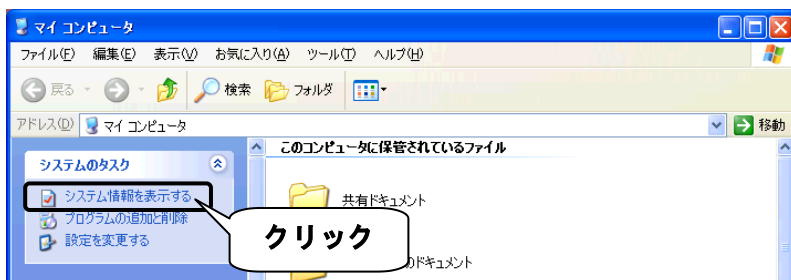 マイ コンピュータ
ファイル(F) 編集(E) 表示(V) お気に入り(A) ツール(T) ヘルプ(H)
戻る 検索 フォルダ
アドレス(D) マイ コンピュータ 移動
システムのタスク
システム情報を表示する
プログラムの追加と削除
設定を変更する
このコンピュータに保管されているファイル
共有ドキュメント
のドキュメント
クリック